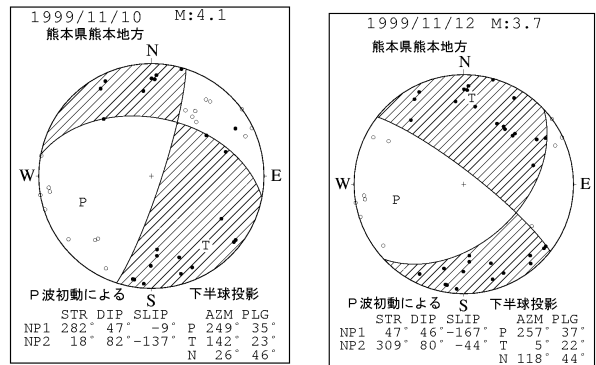 1999/11/10 M:4.1
熊本県熊本地方
N
W
E
P
T
S
P波初動による 下半球投影
STR DIP SLIP AZM PLG
NP1 282° 47° -9° P 249° 35°
NP2 18° 82°-137° T 142° 23°
N 26° 46°
1999/11/12 M:3.7
熊本県熊本地方
N
T
W
E
P
S
P波初動による 下半球投影
STR DIP SLIP AZM PLG
NP1 47° 46°-167° P 257° 37°
NP2 309° 80° -44° T 5° 22°
N 118° 44°